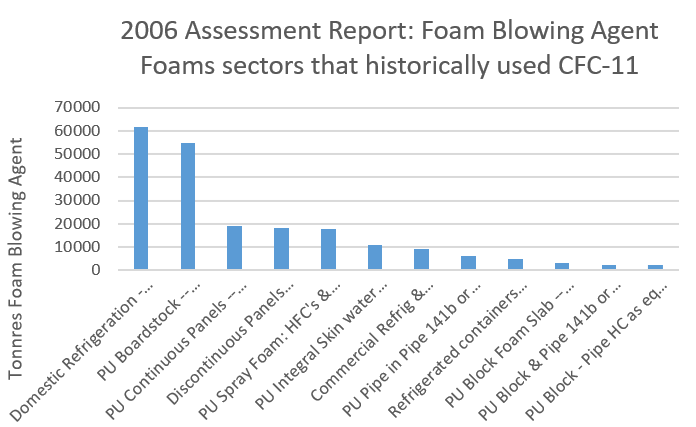 2006 Assessment Report: Foam Blowing Agent
Foams sectors that historically used CFC-11
Tonnres Foam Blowing Agent
70000
60000
50000
40000
30000
20000
10000
0
Domestic Refrigeration -...
PU Boardstock –...
PU Continuous Panels –...
Discontinuous Panels...
PU Spray Foam: HFC's &...
PU Integral Skin water...
Commercial Refrig &...
PU Pipe in Pipe 141b or...
Refrigerated containers...
PU Block Foam Slab –...
PU Block & Pipe 141b or...
PU Block - Pipe HC as eq...